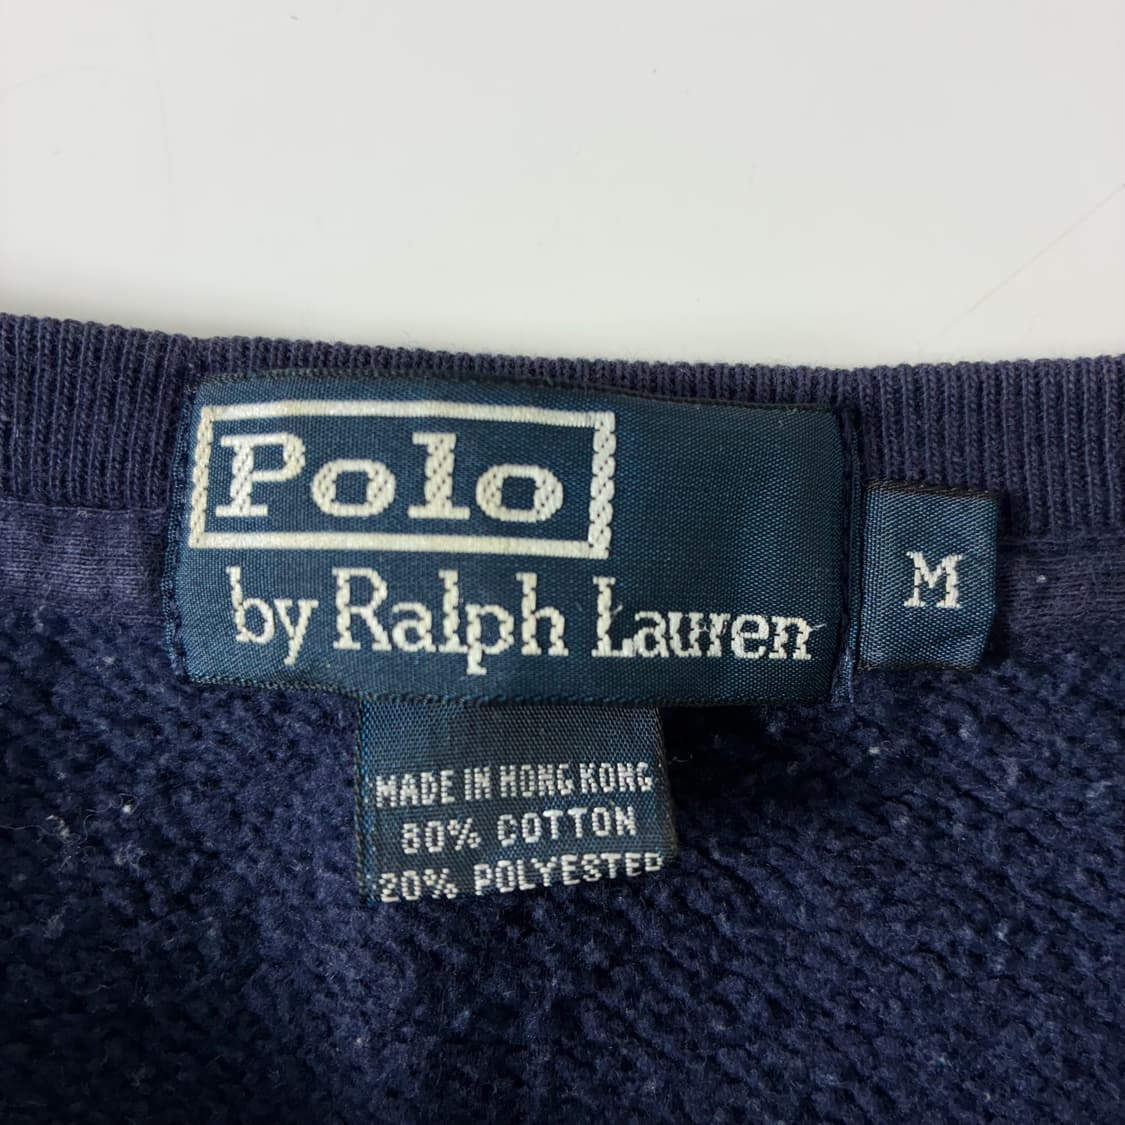 Polo
by Ralph Lauren
M
MADE IN HONG KONG
80% COTTON
20% POLYESTER